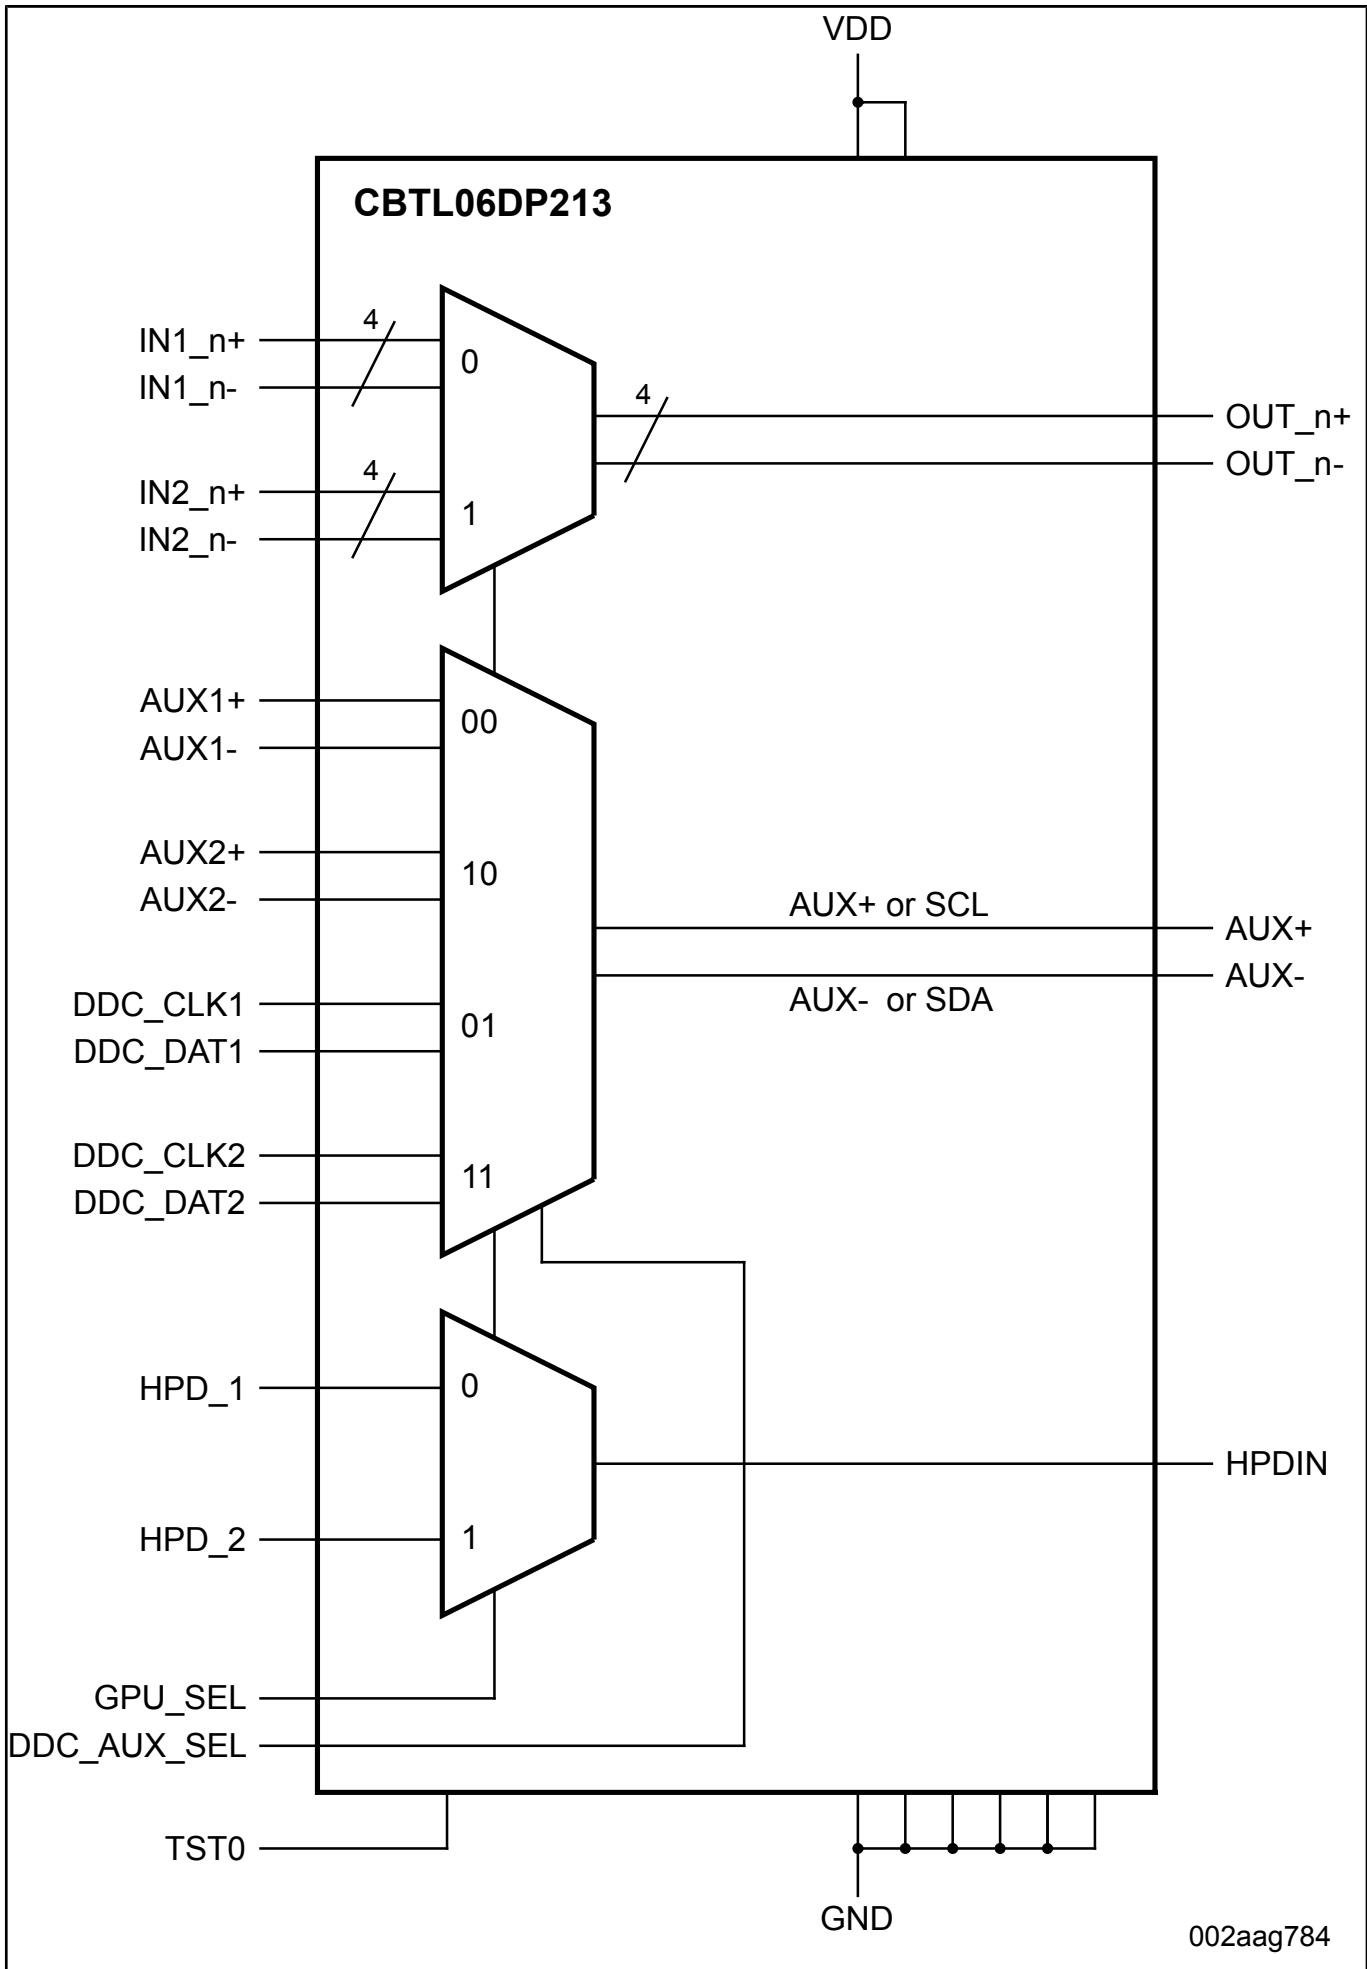 VDD
CBTL06DP213
4
IN1_n+
0
IN1_n-
4
OUT_n+
OUT_n-
4
IN2_n+
1
IN2_n-
AUX1+
00
AUX1-
AUX2+
10
AUX2-
AUX+ or SCL
AUX+
AUX-
AUX- or SDA
DDC_CLK1
01
DDC_DAT1
DDC_CLK2
11
DDC_DAT2
HPD_1
0
HPDIN
HPD_2
1
GPU_SEL
DDC_AUX_SEL
TST0
GND
002aag784